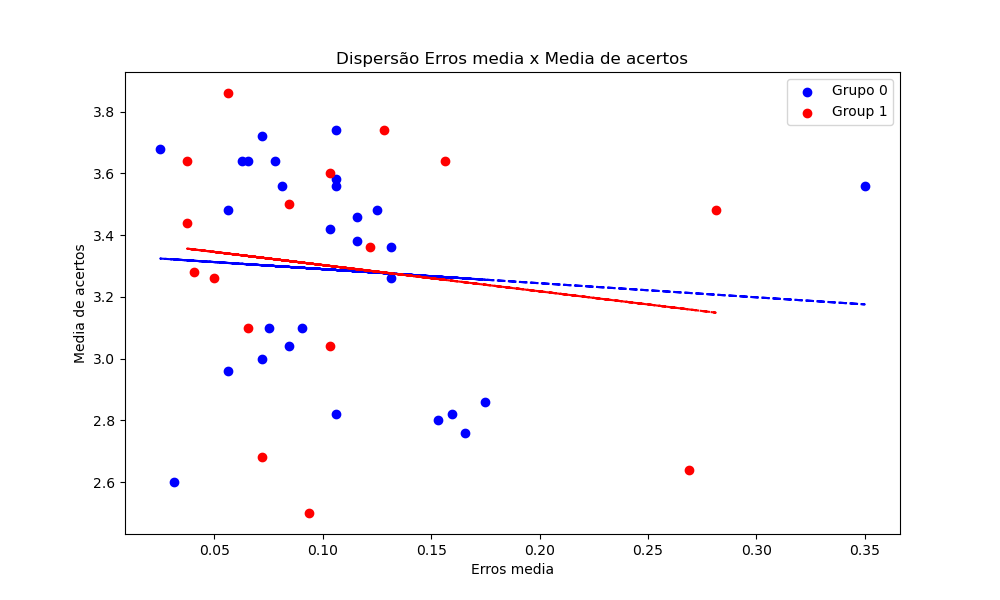 Dispersão Erros media x Media de acertos
Grupo 0
Group 1
Media de acertos
3.8
3.6
3.4
3.2
3.0
2.8
2.6
0.05 0.10 0.15 0.20 0.25 0.30 0.35
Erros media